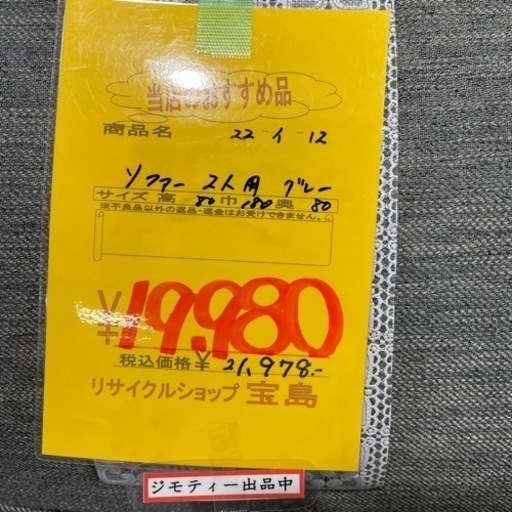 当店のおすすめ品
商品名 22-イ-12
ソファー 2人用 グレー
サイズ 高 80 巾 180 奥 80
※不良品以外の返品・返金はお受けできません。
¥19,980
税込価格¥ 21,978.-
リサイクルショップ 宝島
ジモティー出品中